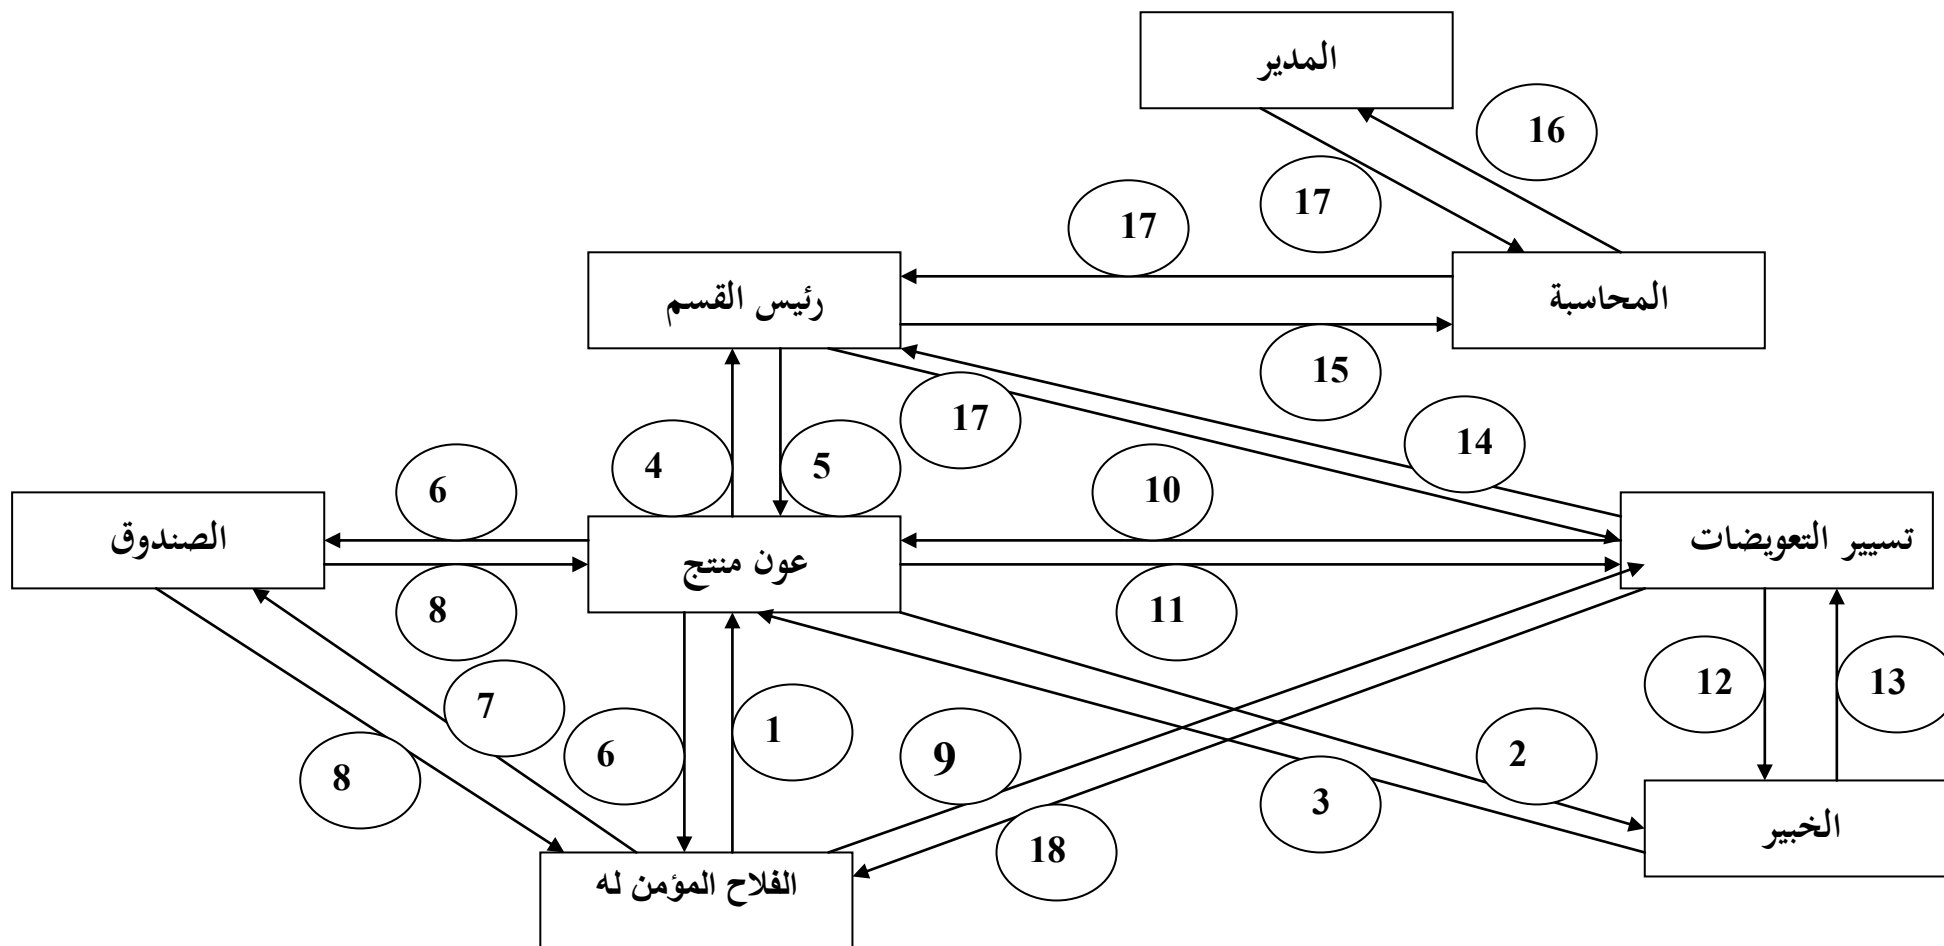 المدير
16
17
17
رئيس القسم
المحاسبة
15
17
14
4
5
6
10
الصندوق
عون منتج
تسيير التعويضات
8
11
7
1
6
9
2
12
13
8
3
18
الخبير
الفلاح المؤمن له